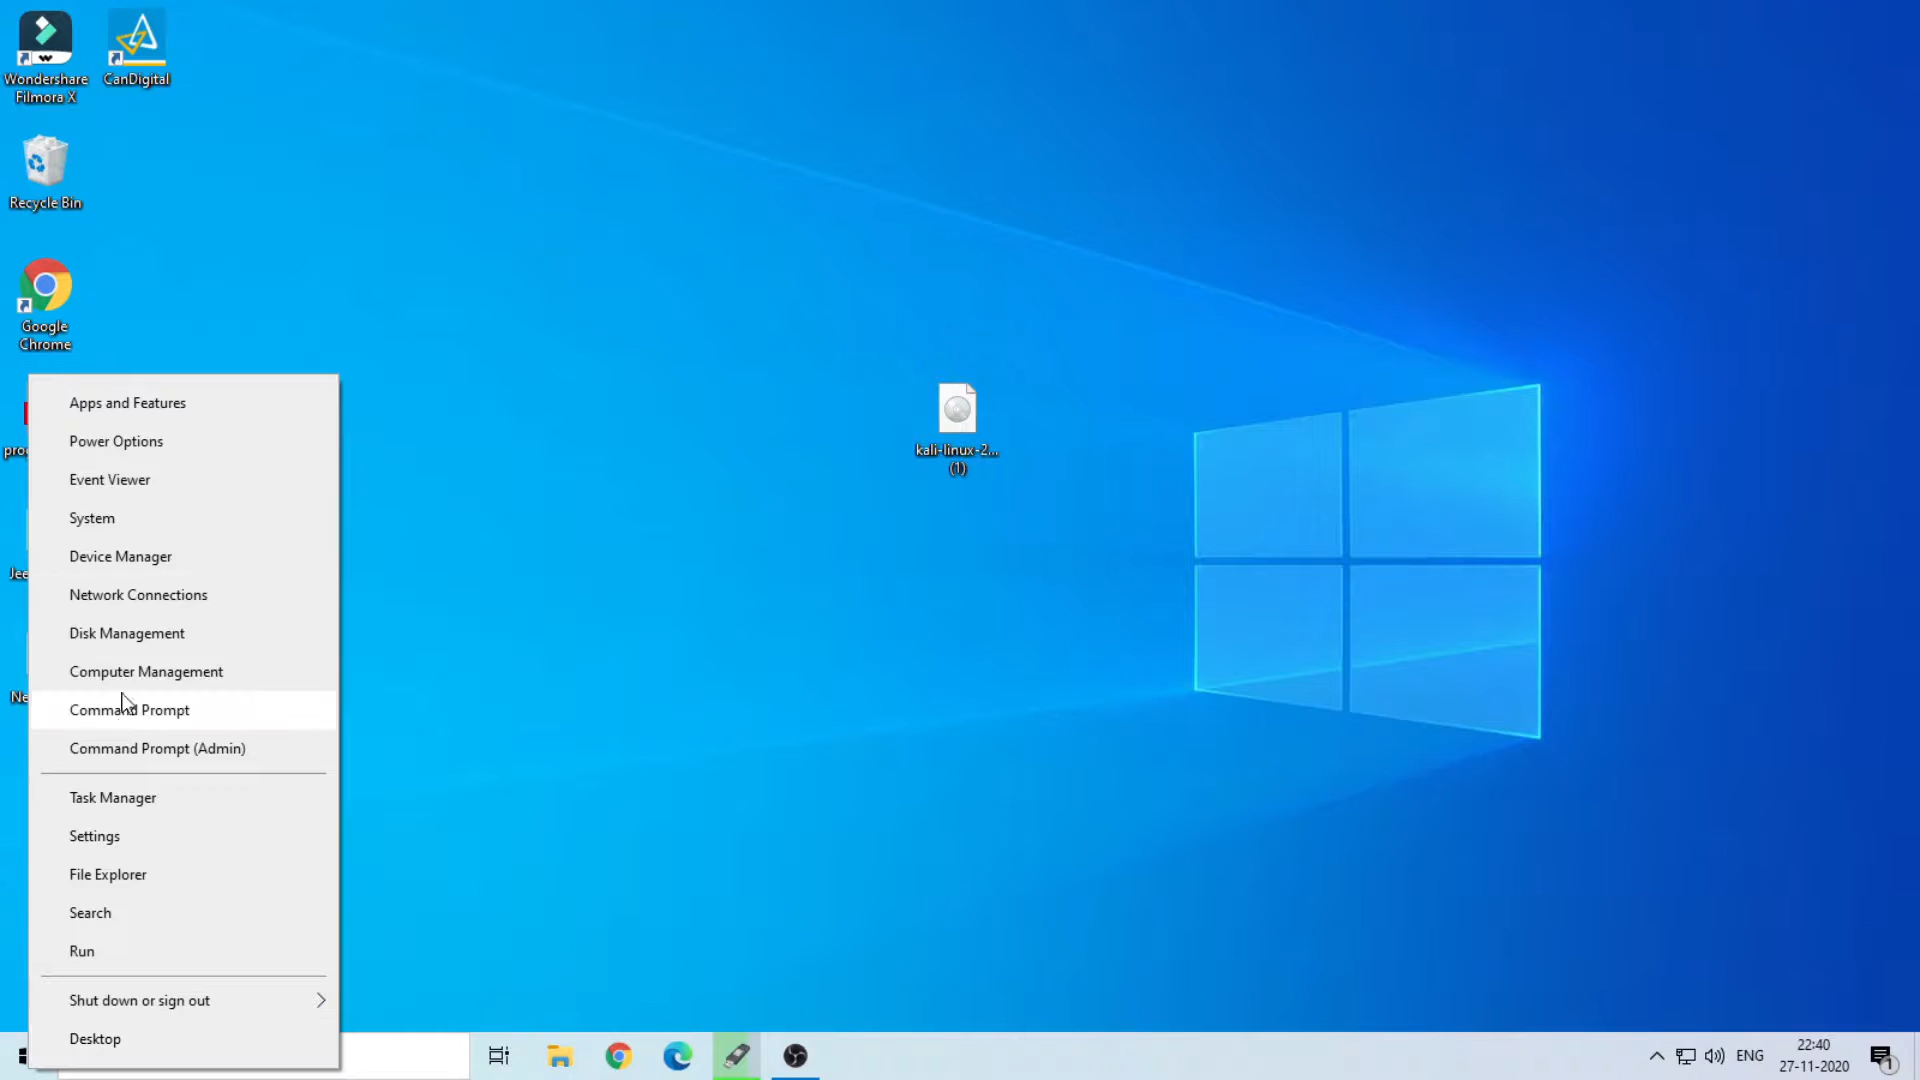 Wondershare
Filmora X
CanDigital
Recycle Bin
Google
Chrome
kali-linux-2...
(1)
Apps and Features
Power Options
Event Viewer
System
Device Manager
Network Connections
Disk Management
Computer Management
Command Prompt
Command Prompt (Admin)
Task Manager
Settings
File Explorer
Search
Run
Shut down or sign out
Desktop
ENG
22:40
27-11-2020
1